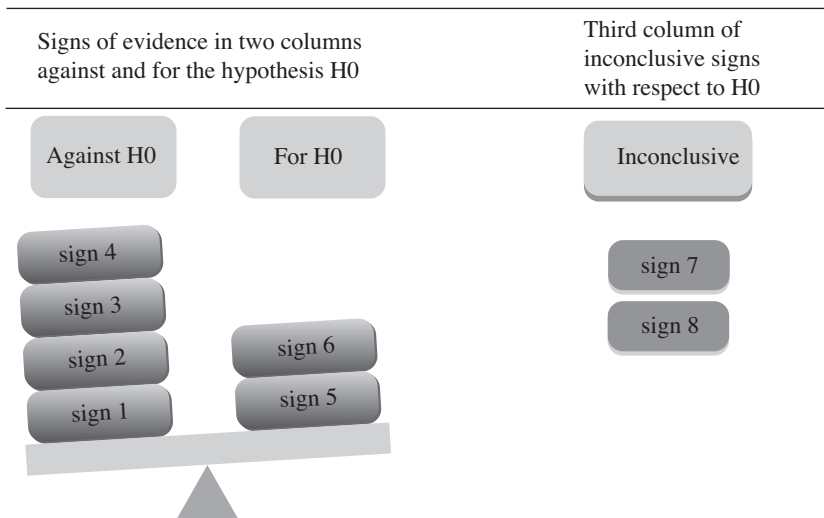 Signs of evidence in two columns
against and for the hypothesis H0
Third column of
inconclusive signs
with respect to H0
Against H0
For H0
Inconclusive
sign 4
sign 3
sign 2
sign 1
sign 6
sign 5
sign 7
sign 8